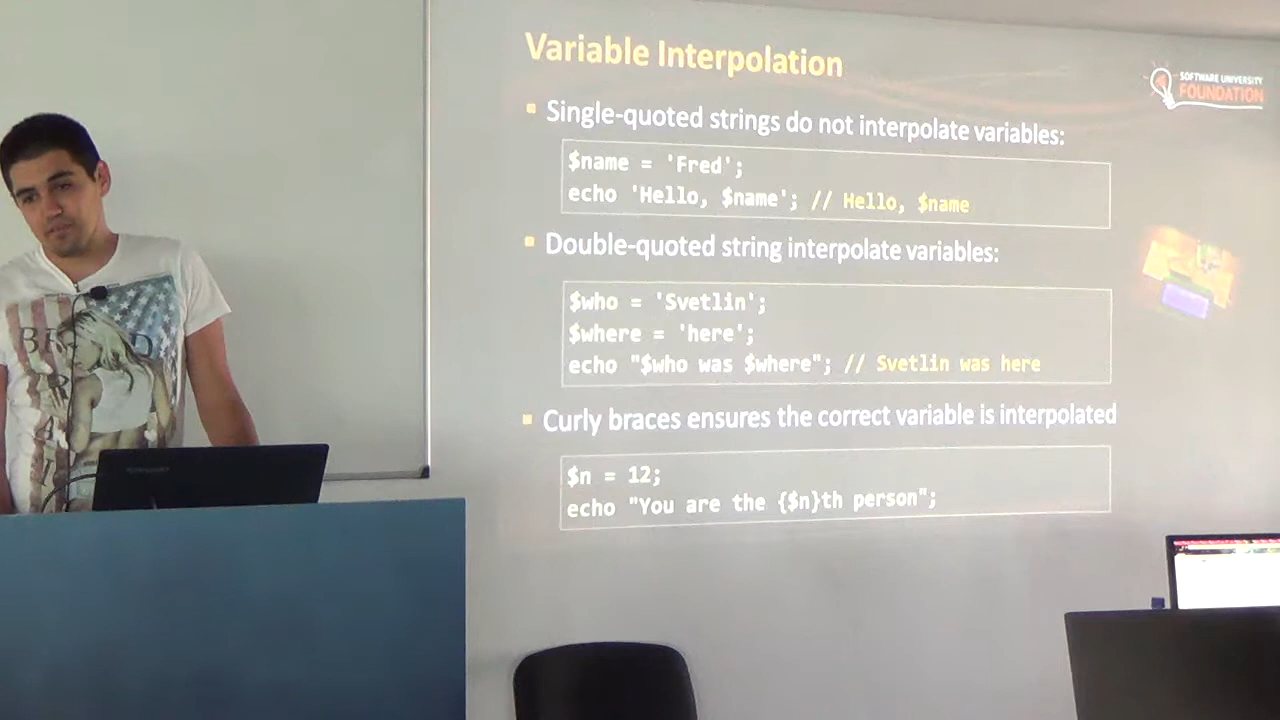 Variable Interpolation
SOFTWARE UNIVERSITY
FOUNDATION
▪ Single-quoted strings do not interpolate variables:
$name = 'Fred';
echo 'Hello, $name'; // Hello, $name
▪ Double-quoted string interpolate variables:
$who = 'Svetlin';
$where = 'here';
echo "$who was $where"; // Svetlin was here
▪ Curly braces ensures the correct variable is interpolated
$n = 12;
echo "You are the {$n}th person";